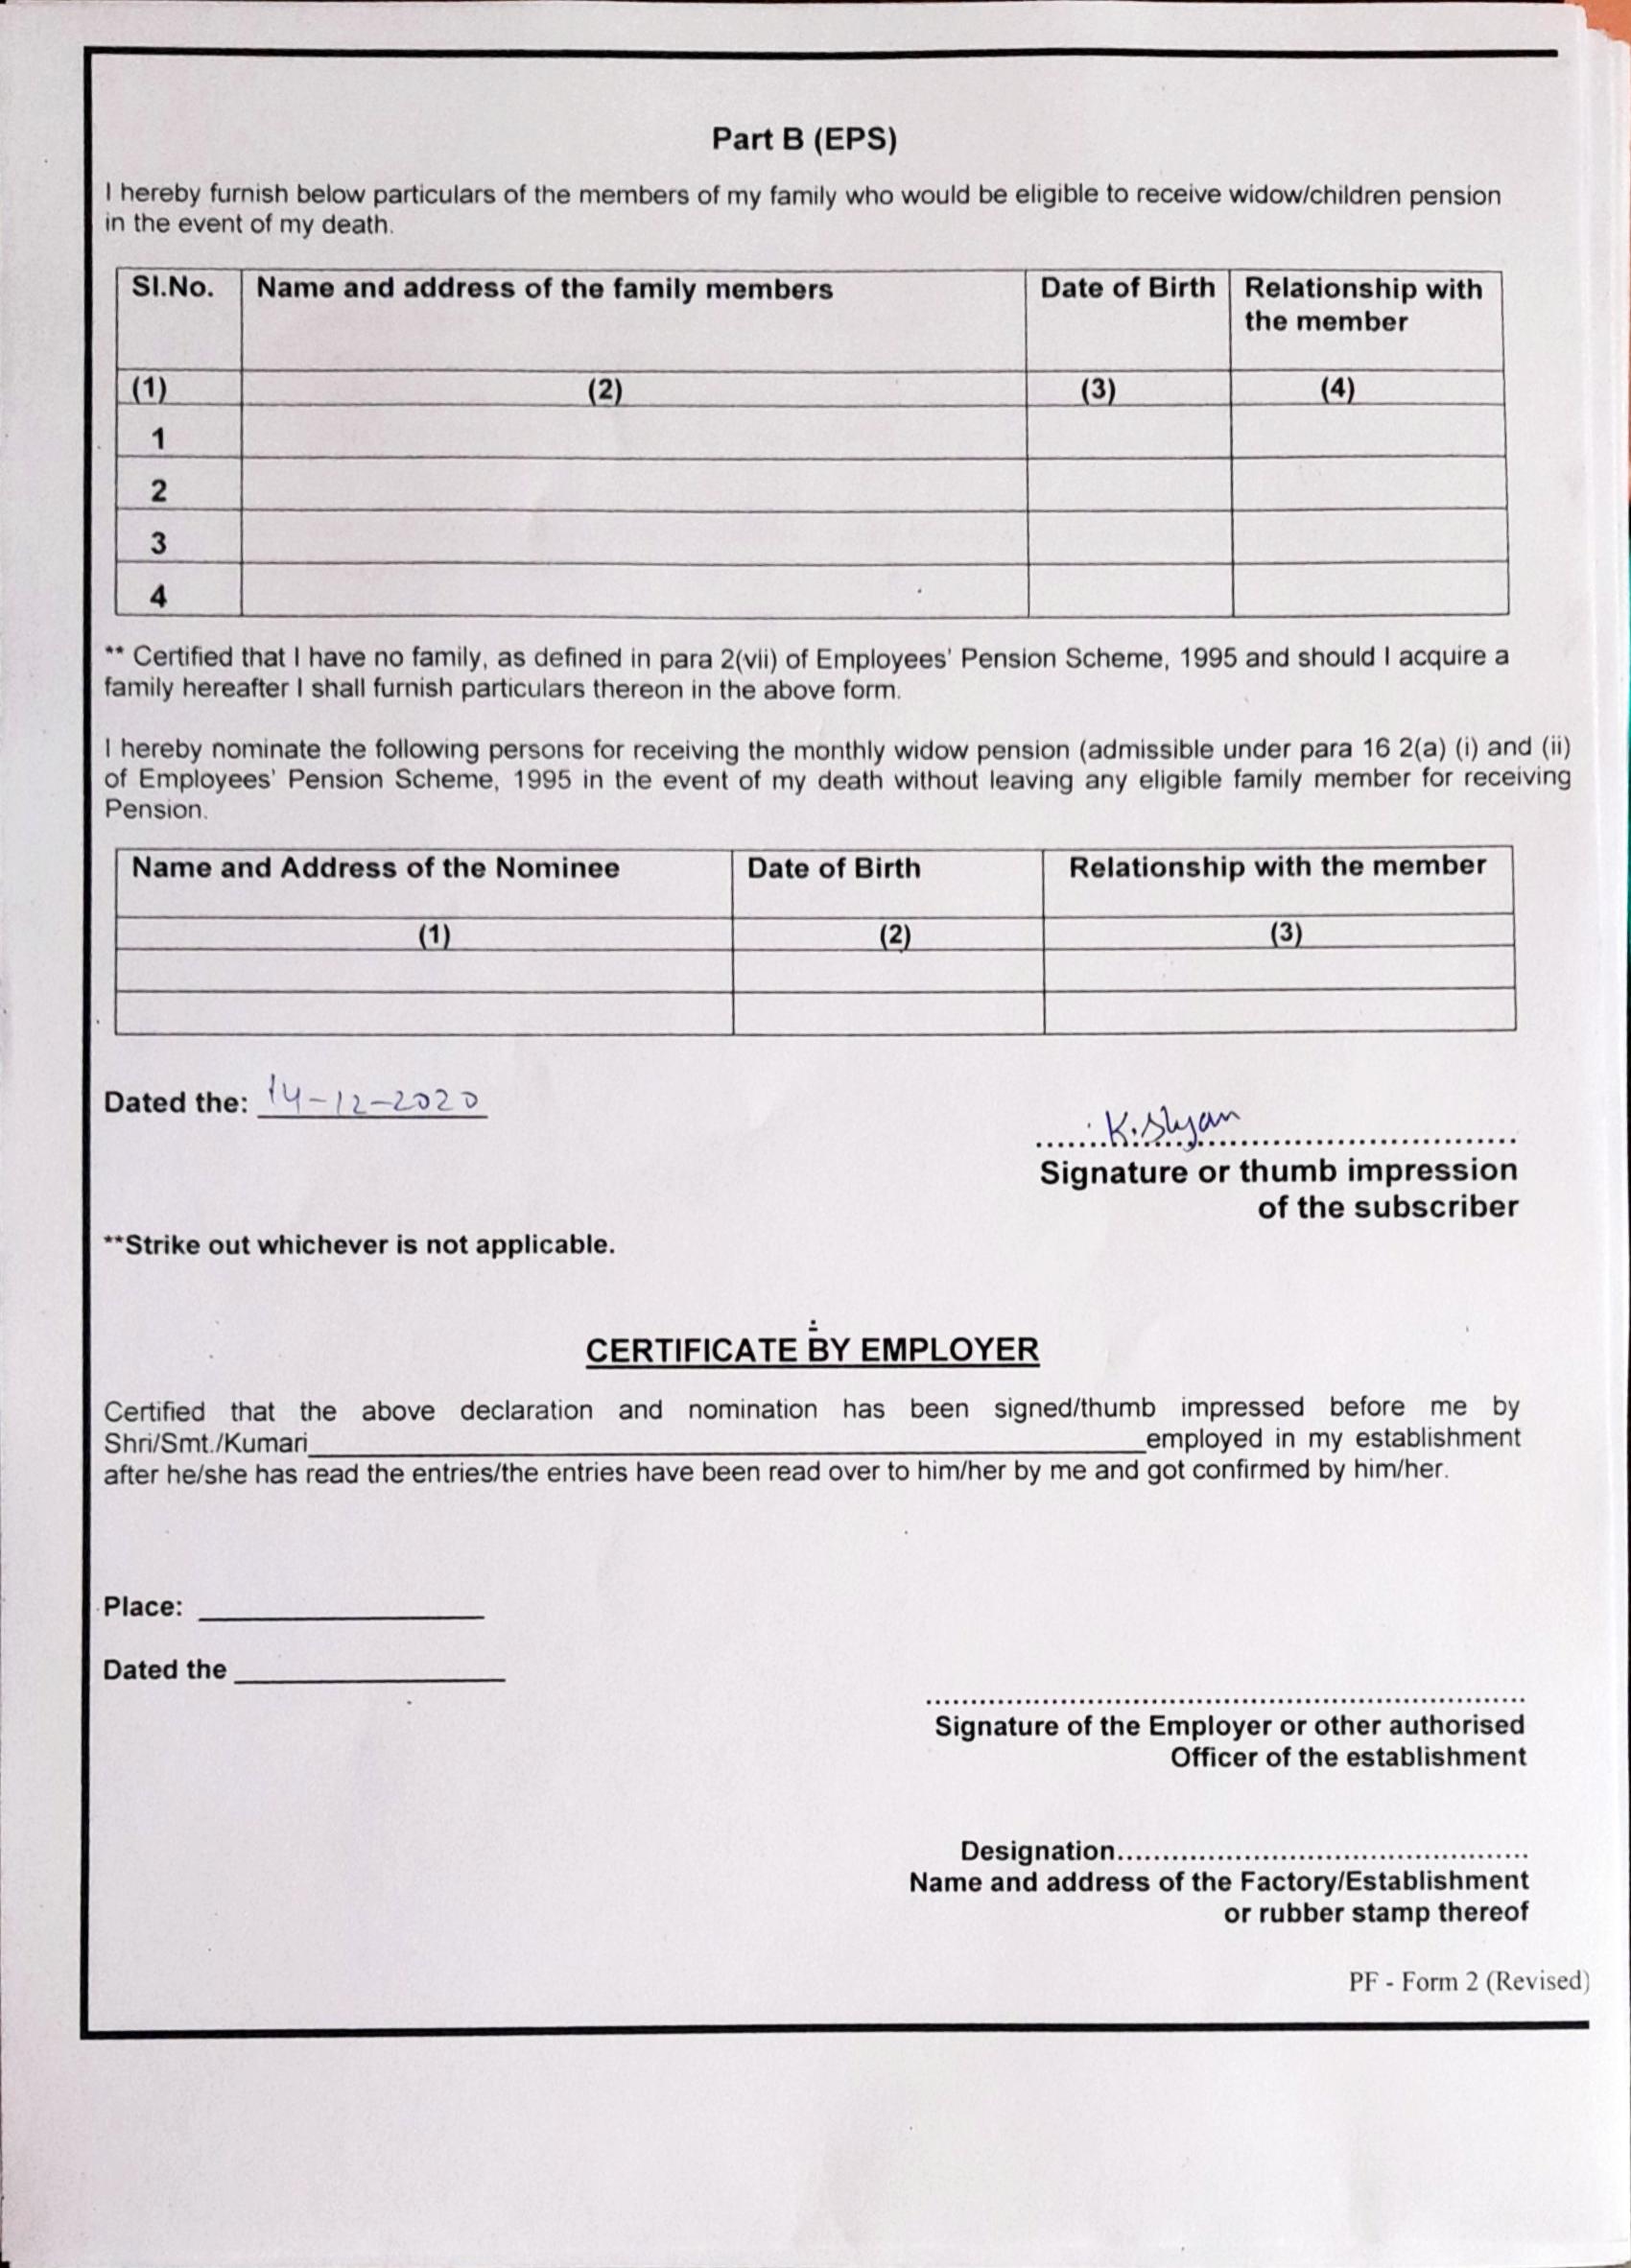 Part B (EPS)
I hereby furnish below particulars of the members of my family who would be eligible to receive widow/children pension
in the event of my death.
Sl.No. Name and address of the family members Date of Birth Relationship with
the member
(1) (2) (3) (4)
1
2
3
4
** Certified that I have no family, as defined in para 2(vii) of Employees' Pension Scheme, 1995 and should I acquire a
family hereafter I shall furnish particulars thereon in the above form.
I hereby nominate the following persons for receiving the monthly widow pension (admissible under para 16 2(a) (i) and (ii)
of Employees' Pension Scheme, 1995 in the event of my death without leaving any eligible family member for receiving
Pension.
Name and Address of the Nominee Date of Birth Relationship with the member
(1) (2) (3)
Dated the: 14-12-2020
K.Shyan
Signature or thumb impression
of the subscriber
**Strike out whichever is not applicable.
CERTIFICATE BY EMPLOYER
Certified that the above declaration and nomination has been signed/thumb impressed before me by
Shri/Smt./Kumari employed in my establishment
after he/she has read the entries/the entries have been read over to him/her by me and got confirmed by him/her.
Place:
Dated the
Signature of the Employer or other authorised
Officer of the establishment
Designation
Name and address of the Factory/Establishment
or rubber stamp thereof
PF - Form 2 (Revised)